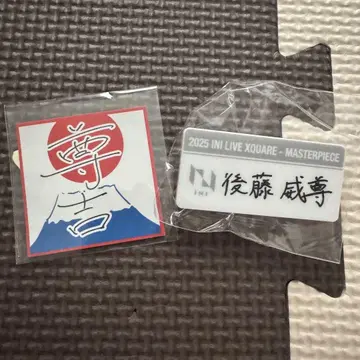 尊
吉
2025 INI LIVE XQUARE - MASTERPIECE
INI
後藤 威尊